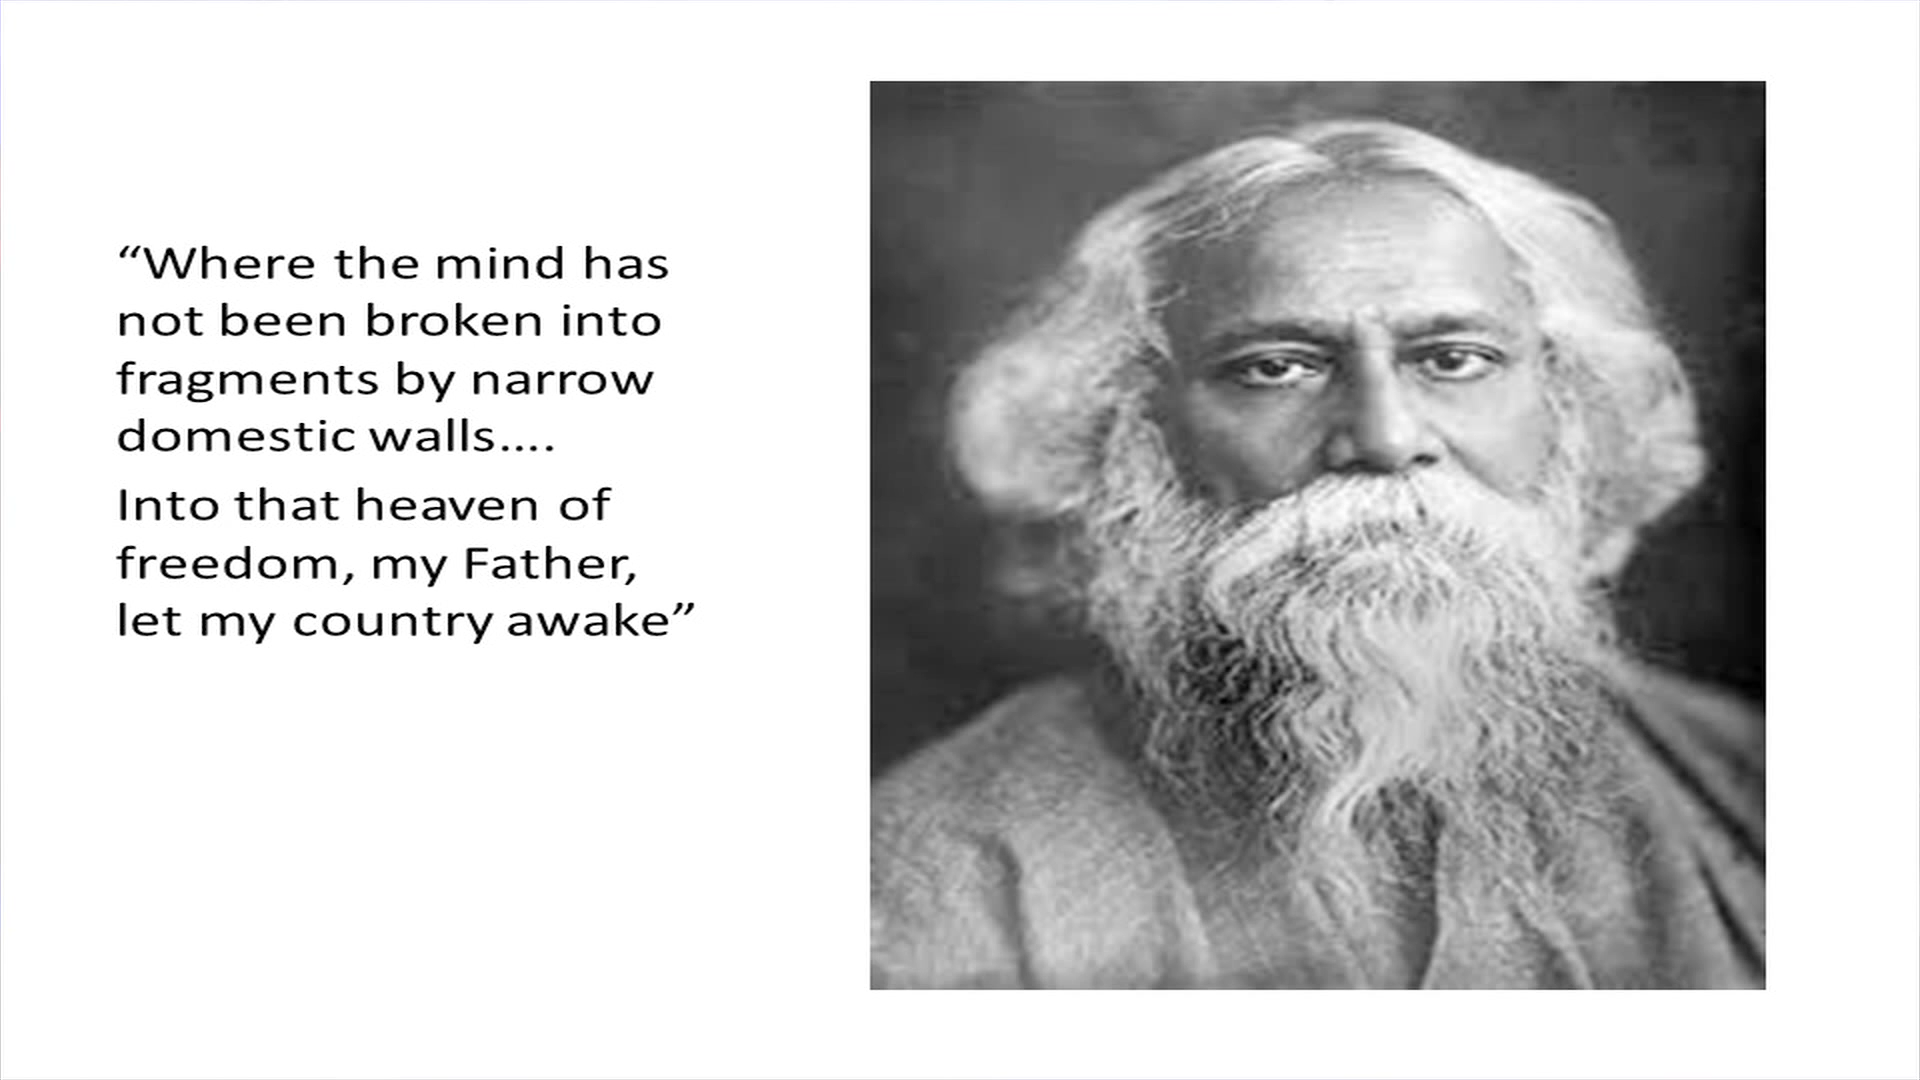 “Where the mind has
not been broken into
fragments by narrow
domestic walls....
Into that heaven of
freedom, my Father,
let my country awake”